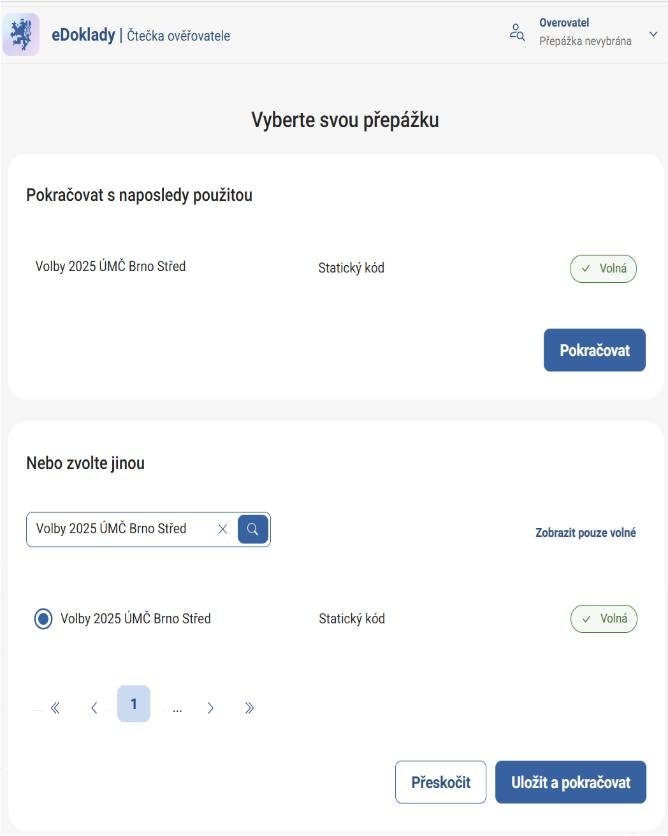 eDoklady | Čtečka ověřovatele
Overovatel
Přepážka nevybrána
Vyberte svou přepážku
Pokračovat s naposledy použitou
Volby 2025 ÚMČ Brno Střed Statický kód Volná
Pokračovat
Nebo zvolte jinou
Volby 2025 ÚMČ Brno Střed
Zobrazit pouze volné
Volby 2025 ÚMČ Brno Střed Statický kód Volná
1 ...
Přeskočit Uložit a pokračovat